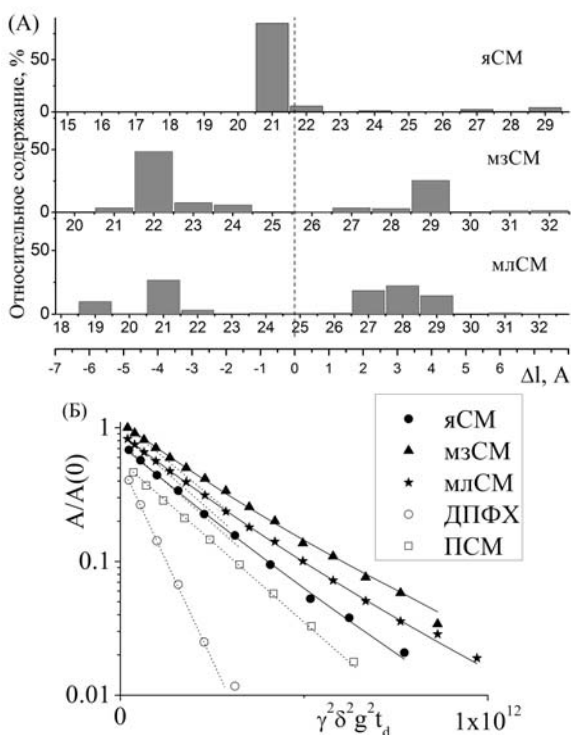 (А)
Относительное содержание, %
50
0
яСМ
15 16 17 18 19 20 21 22 23 24 25 26 27 28 29
50
0
мзСМ
20 21 22 23 24 25 26 27 28 29 30 31 32
50
0
млСМ
18 19 20 21 22 23 24 25 26 27 28 29 30 31 32
-7 -6 -5 -4 -3 -2 -1 0 1 2 3 4 5 6
Δl, A
(Б)
A/A(0)
1
0.1
0.01
яСМ
мзСМ
млСМ
ДПФХ
ПСМ
0 γ²δ²g²t_d 1x10¹²